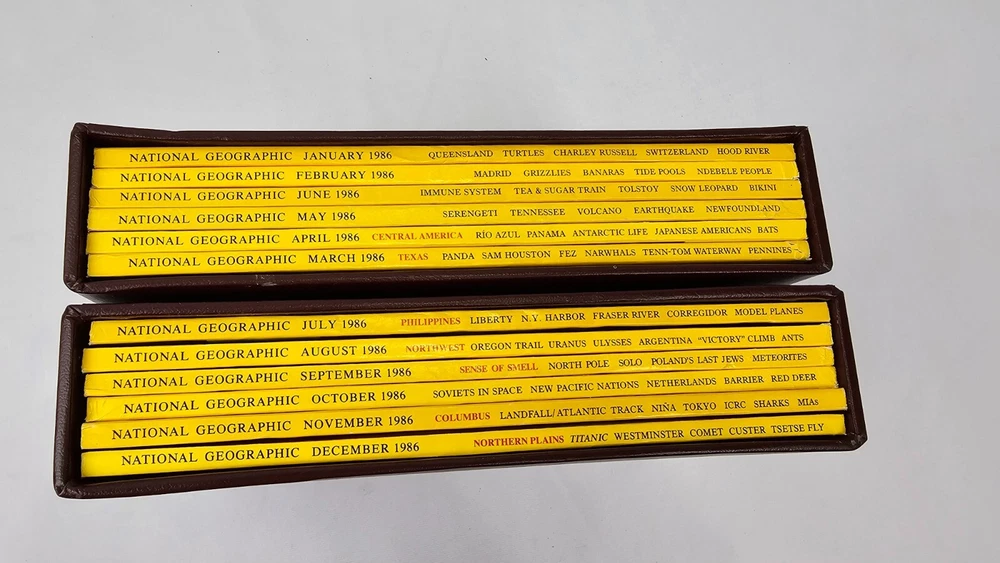 NATIONAL GEOGRAPHIC JANUARY 1986 QUEENSLAND TURTLES CHARLEY RUSSELL SWITZERLAND HOOD RIVER
NATIONAL GEOGRAPHIC FEBRUARY 1986 MADRID GRIZZLIES BANARAS TIDE POOLS NDEBELE PEOPLE
NATIONAL GEOGRAPHIC JUNE 1986 IMMUNE SYSTEM TEA & SUGAR TRAIN TOLSTOY SNOW LEOPARD BIKINI
NATIONAL GEOGRAPHIC MAY 1986 SERENGETI TENNESSEE VOLCANO EARTHQUAKE NEWFOUNDLAND
NATIONAL GEOGRAPHIC APRIL 1986 CENTRAL AMERICA RÍO AZUL PANAMA ANTARCTIC LIFE JAPANESE AMERICANS BATS
NATIONAL GEOGRAPHIC MARCH 1986 TEXAS PANDA SAM HOUSTON FEZ NARWHALS TENN-TOM WATERWAY PENNINES
NATIONAL GEOGRAPHIC JULY 1986 PHILIPPINES LIBERTY N.Y. HARBOR FRASER RIVER CORREGIDOR MODEL PLANES
NATIONAL GEOGRAPHIC AUGUST 1986 NORTHWEST OREGON TRAIL URANUS ULYSSES ARGENTINA "VICTORY" CLIMB ANTS
NATIONAL GEOGRAPHIC SEPTEMBER 1986 SENSE OF SMELL NORTH POLE SOLO POLAND'S LAST JEWS METEORITES
NATIONAL GEOGRAPHIC OCTOBER 1986 SOVIETS IN SPACE NEW PACIFIC NATIONS NETHERLANDS BARRIER RED DEER
NATIONAL GEOGRAPHIC NOVEMBER 1986 COLUMBUS LANDFALL/ATLANTIC TRACK NIÑA TOKYO ICRC SHARKS MIAs
NATIONAL GEOGRAPHIC DECEMBER 1986 NORTHERN PLAINS TITANIC WESTMINSTER COMET CUSTER TSETSE FLY